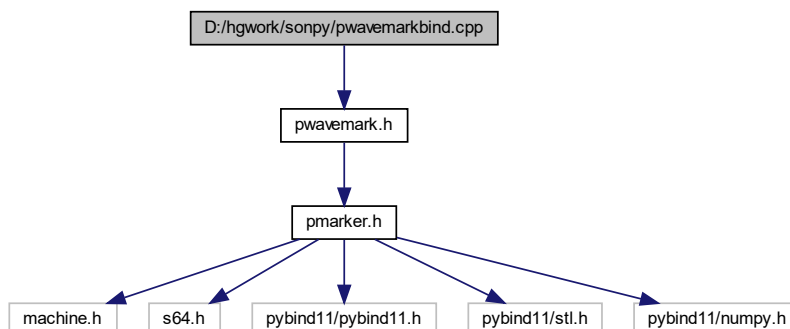 D:/hgwork/sonpy/pwavemarkbind.cpp
pwavemark.h
pmarker.h
machine.h
s64.h
pybind11/pybind11.h
pybind11/stl.h
pybind11/numpy.h